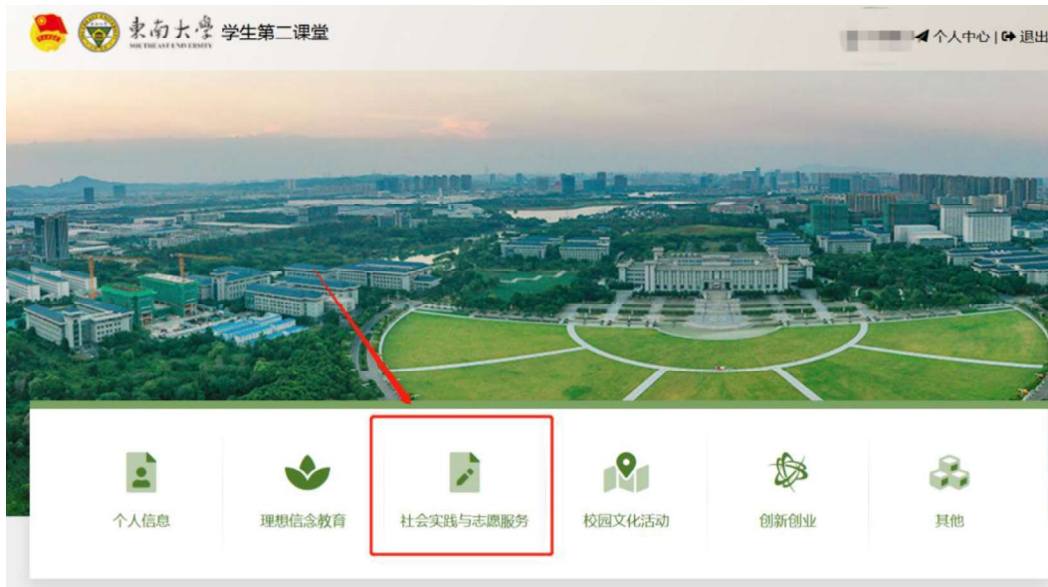 東南大學 学生第二课堂
SOUTHEAST UNIVERSITY
个人中心 | 退出
个人信息
理想信念教育
社会实践与志愿服务
校园文化活动
创新创业
其他